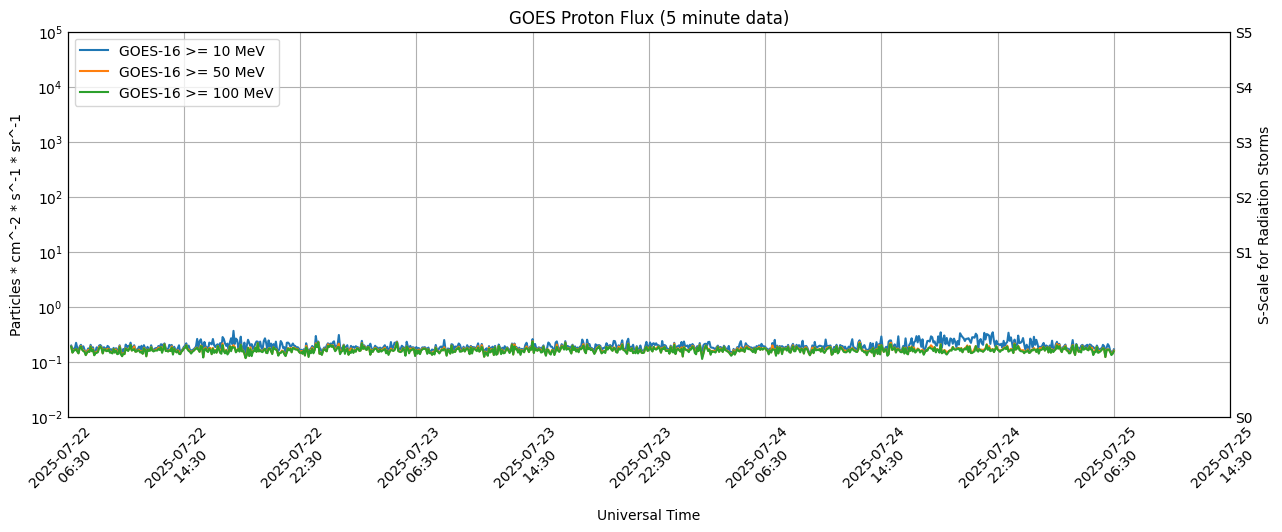 GOES Proton Flux (5 minute data)
GOES-16 >= 10 MeV
GOES-16 >= 50 MeV
GOES-16 >= 100 MeV
Particles * cm^-2 * s^-1 * sr^-1
10^5
10^4
10^3
10^2
10^1
10^0
10^-1
10^-2
S5
S4
S3
S2
S1
S0
S-Scale for Radiation Storms
2025-07-22
06:30
2025-07-22
14:30
2025-07-22
22:30
2025-07-23
06:30
2025-07-23
14:30
2025-07-23
22:30
2025-07-24
06:30
2025-07-24
14:30
2025-07-24
22:30
2025-07-25
06:30
2025-07-25
14:30
Universal Time